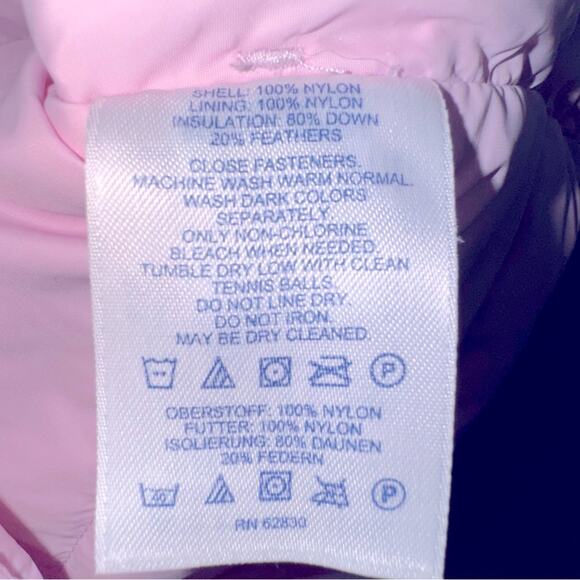 SHELL: 100% NYLON
LINING: 100% NYLON
INSULATION: 80% DOWN
20% FEATHERS
CLOSE FASTENERS.
MACHINE WASH WARM NORMAL.
WASH DARK COLORS
SEPARATELY.
ONLY NON-CHLORINE
BLEACH WHEN NEEDED.
TUMBLE DRY LOW WITH CLEAN
TENNIS BALLS.
DO NOT LINE DRY.
DO NOT IRON.
MAY BE DRY CLEANED.
P
OBERSTOFF: 100% NYLON
FUTTER: 100% NYLON
ISOLIERUNG: 80% DAUNEN
20% FEDERN
40 P
RN 62830